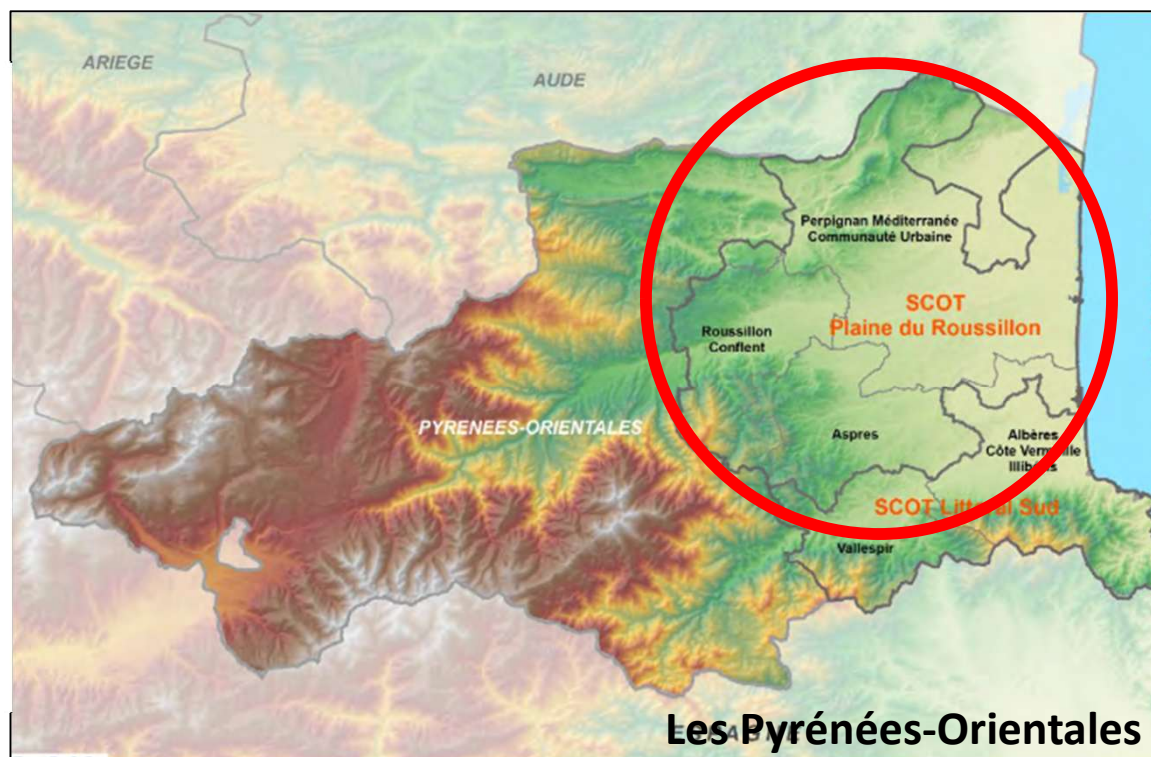 ARIEGE
AUDE
Perpignan Méditerranée
Communauté Urbaine
SCOT
Plaine du Roussillon
Roussillon
Conflent
PYRENEES-ORIENTALES
Aspres
Albères
Côte Vermeille
Illibéris
SCOT Littoral Sud
Vallespir
ESPAGNE
Les Pyrénées-Orientales